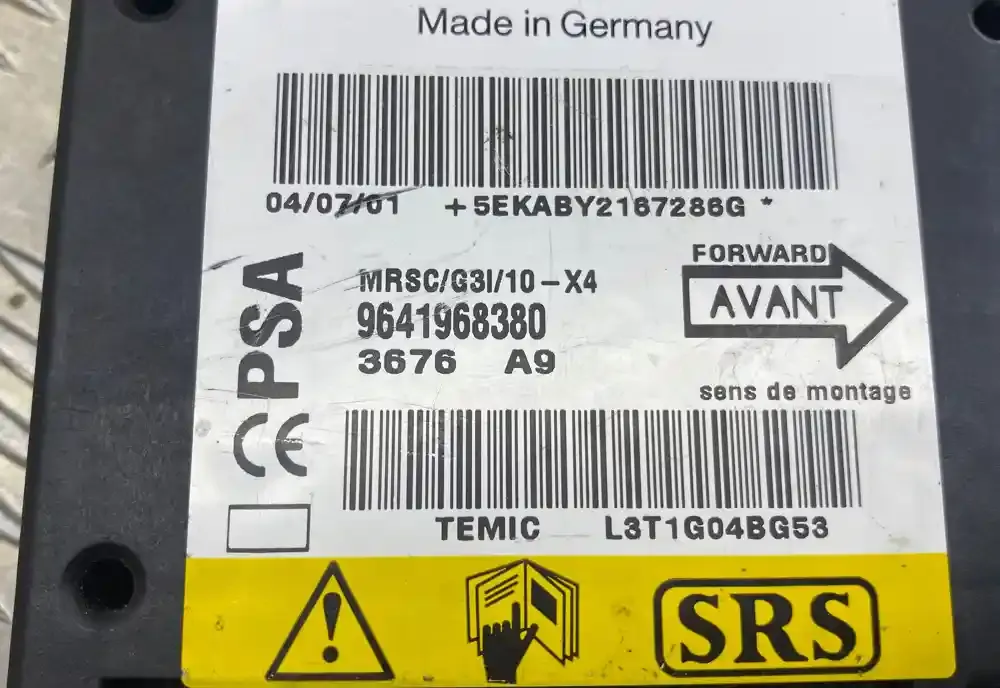 Made in Germany
04/07/01 +5EKABY2167286G *
PSA
CE
MRSC/G3I/10-X4
9641968380
3676 A9
FORWARD
AVANT
sens de montage
TEMIC L3T1G04BG53
SRS